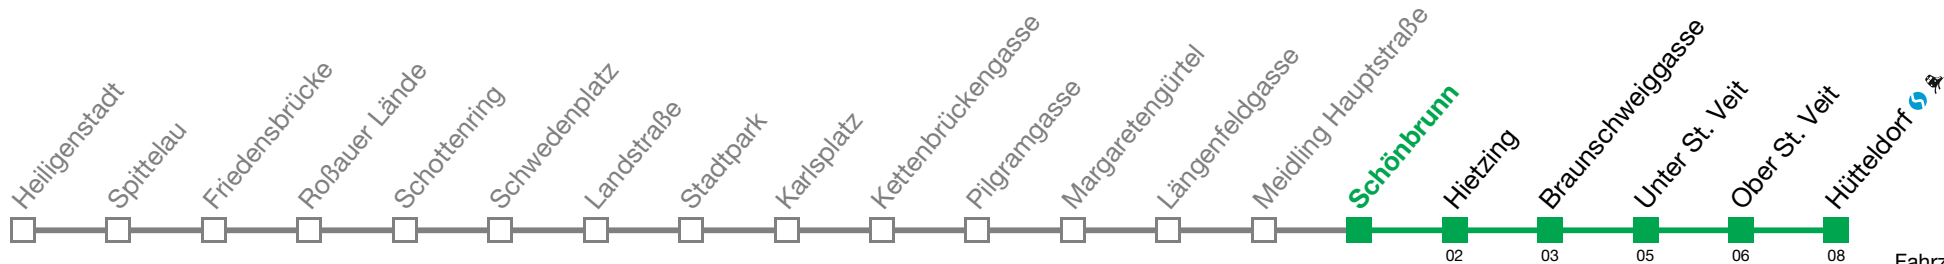 Heiligenstadt
Spittelau
Friedensbrücke
Roßauer Lände
Schottenring
Schwedenplatz
Landstraße
Stadtpark
Karlsplatz
Kettenbrückengasse
Pilgramgasse
Margaretengürtel
Längenfeldgasse
Meidling Hauptstraße
Schönbrunn
Hietzing
Braunschweiggasse
Unter St. Veit
Ober St. Veit
Hütteldorf
02 03 05 06 08